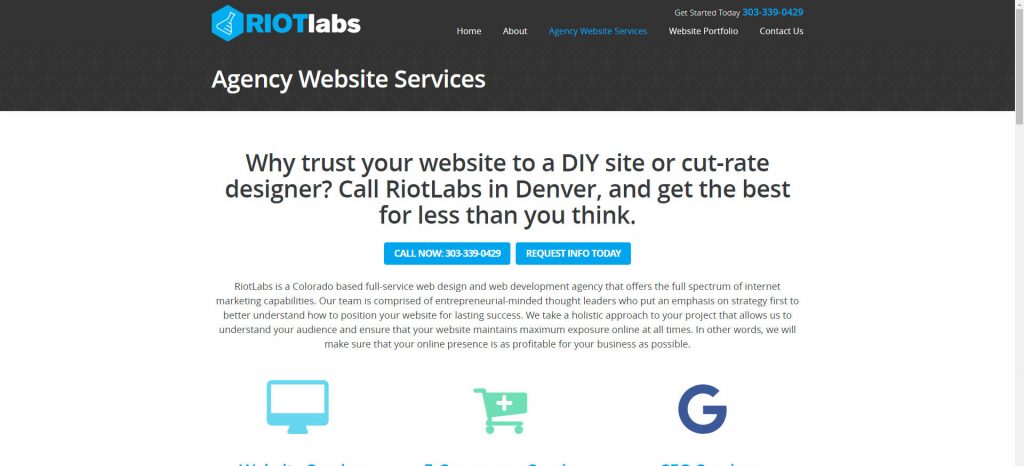 RIOTlabs
Get Started Today 303-339-0429
Home About Agency Website Services Website Portfolio Contact Us
Agency Website Services
Why trust your website to a DIY site or cut-rate
designer? Call RiotLabs in Denver, and get the best
for less than you think.
CALL NOW: 303-339-0429 REQUEST INFO TODAY
RiotLabs is a Colorado based full-service web design and web development agency that offers the full spectrum of internet
marketing capabilities. Our team is comprised of entrepreneurial-minded thought leaders who put an emphasis on strategy first to
better understand how to position your website for lasting success. We take a holistic approach to your project that allows us to
understand your audience and ensure that your website maintains maximum exposure online at all times. In other words, we will
make sure that your online presence is as profitable for your business as possible.
G